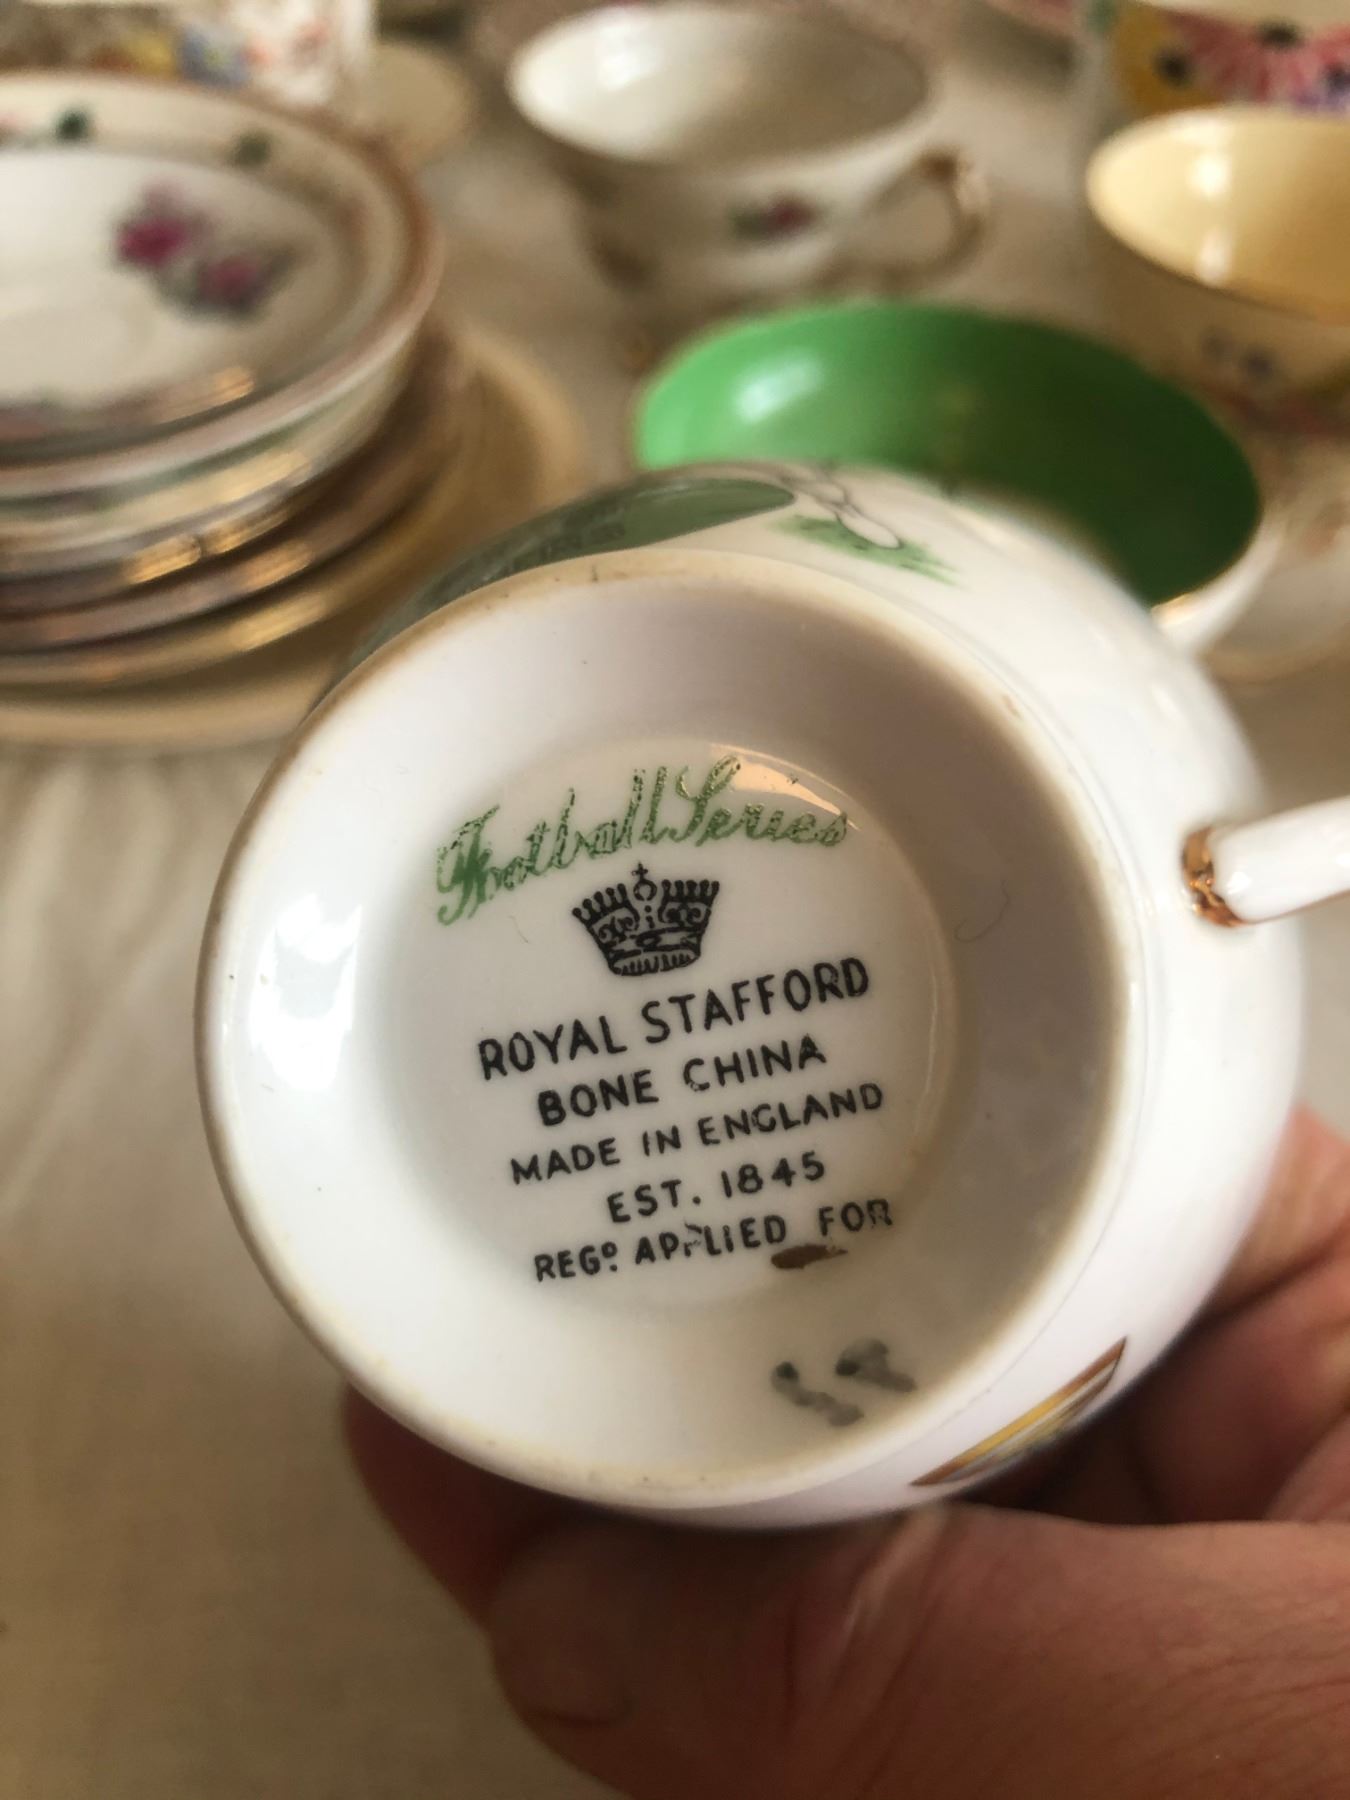 Football Series
ROYAL STAFFORD
BONE CHINA
MADE IN ENGLAND
EST. 1845
REGº. APPLIED FOR